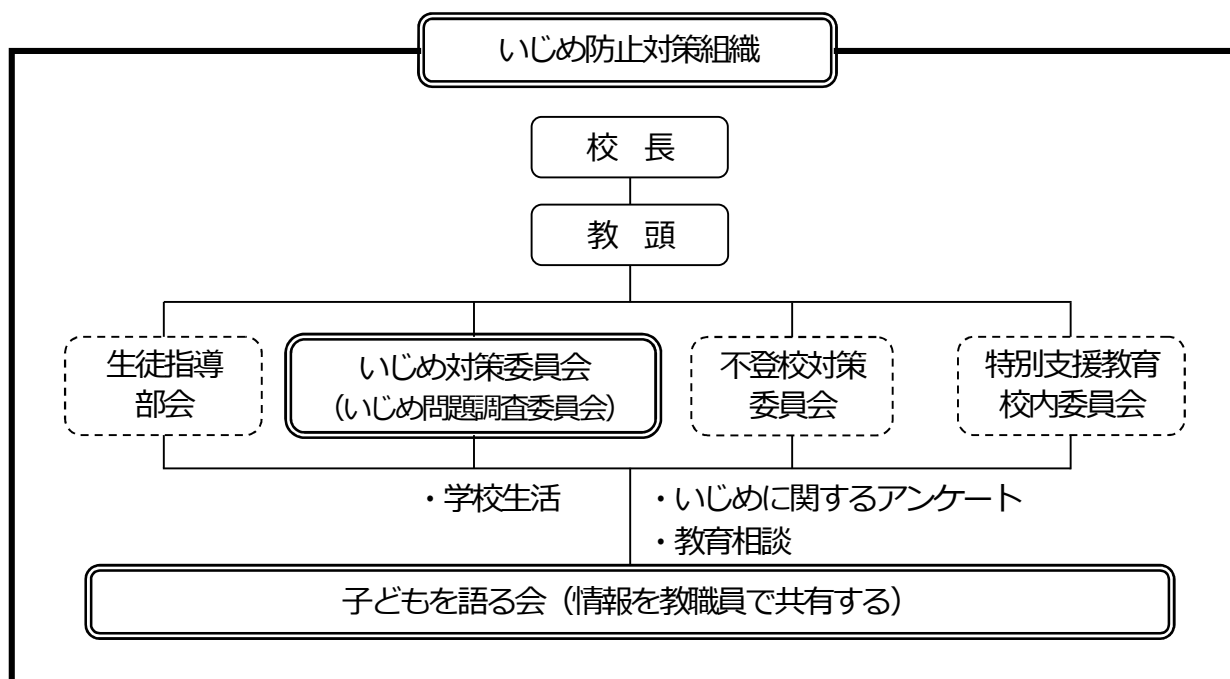 いじめ防止対策組織
校 長
教 頭
生徒指導
部会
いじめ対策委員会
（いじめ問題調査委員会）
不登校対策
委員会
特別支援教育
校内委員会
・学校生活
・いじめに関するアンケート
・教育相談
子どもを語る会（情報を教職員で共有する）